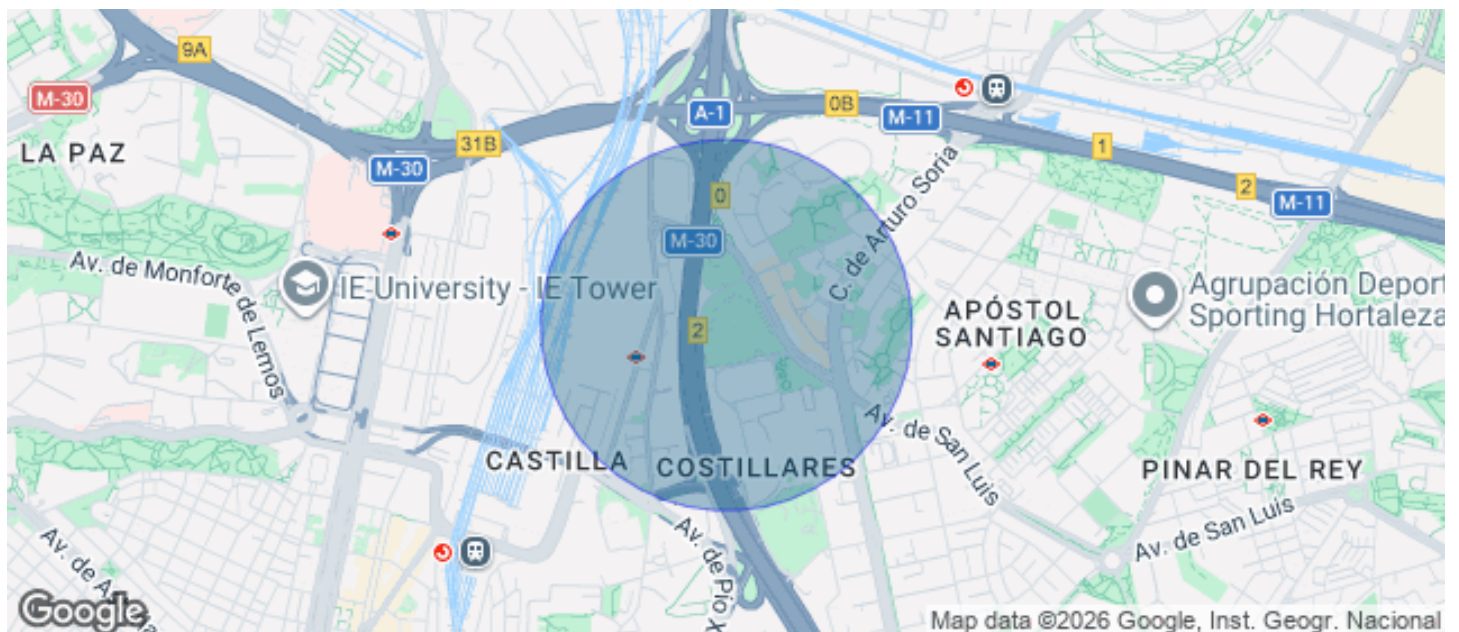 9A
M-30
LA PAZ
31B
M-30
A-1
0B
M-11
1
2
M-11
0
M-30
C. de Arturo Soria
Av. de Monforte de Lemos
IE University - IE Tower
2
APÓSTOL
SANTIAGO
Agrupación Deport
Sporting Hortaleza
CASTILLA
COSTILLARES
Av. de San Luis
PINAR DEL REY
Av. de San Luis
Av. de Pío X
Av. de A
Google
Map data ©2026 Google, Inst. Geogr. Nacional